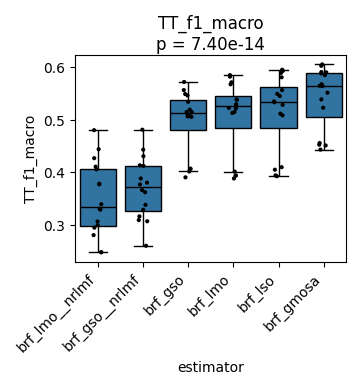 TT_f1_macro
p = 7.40e-14
TT_f1_macro
0.6
0.5
0.4
0.3
brf_lmo__nrlmf
brf_gso__nrlmf
brf_gso
brf_lmo
brf_lso
brf_gmosa
estimator